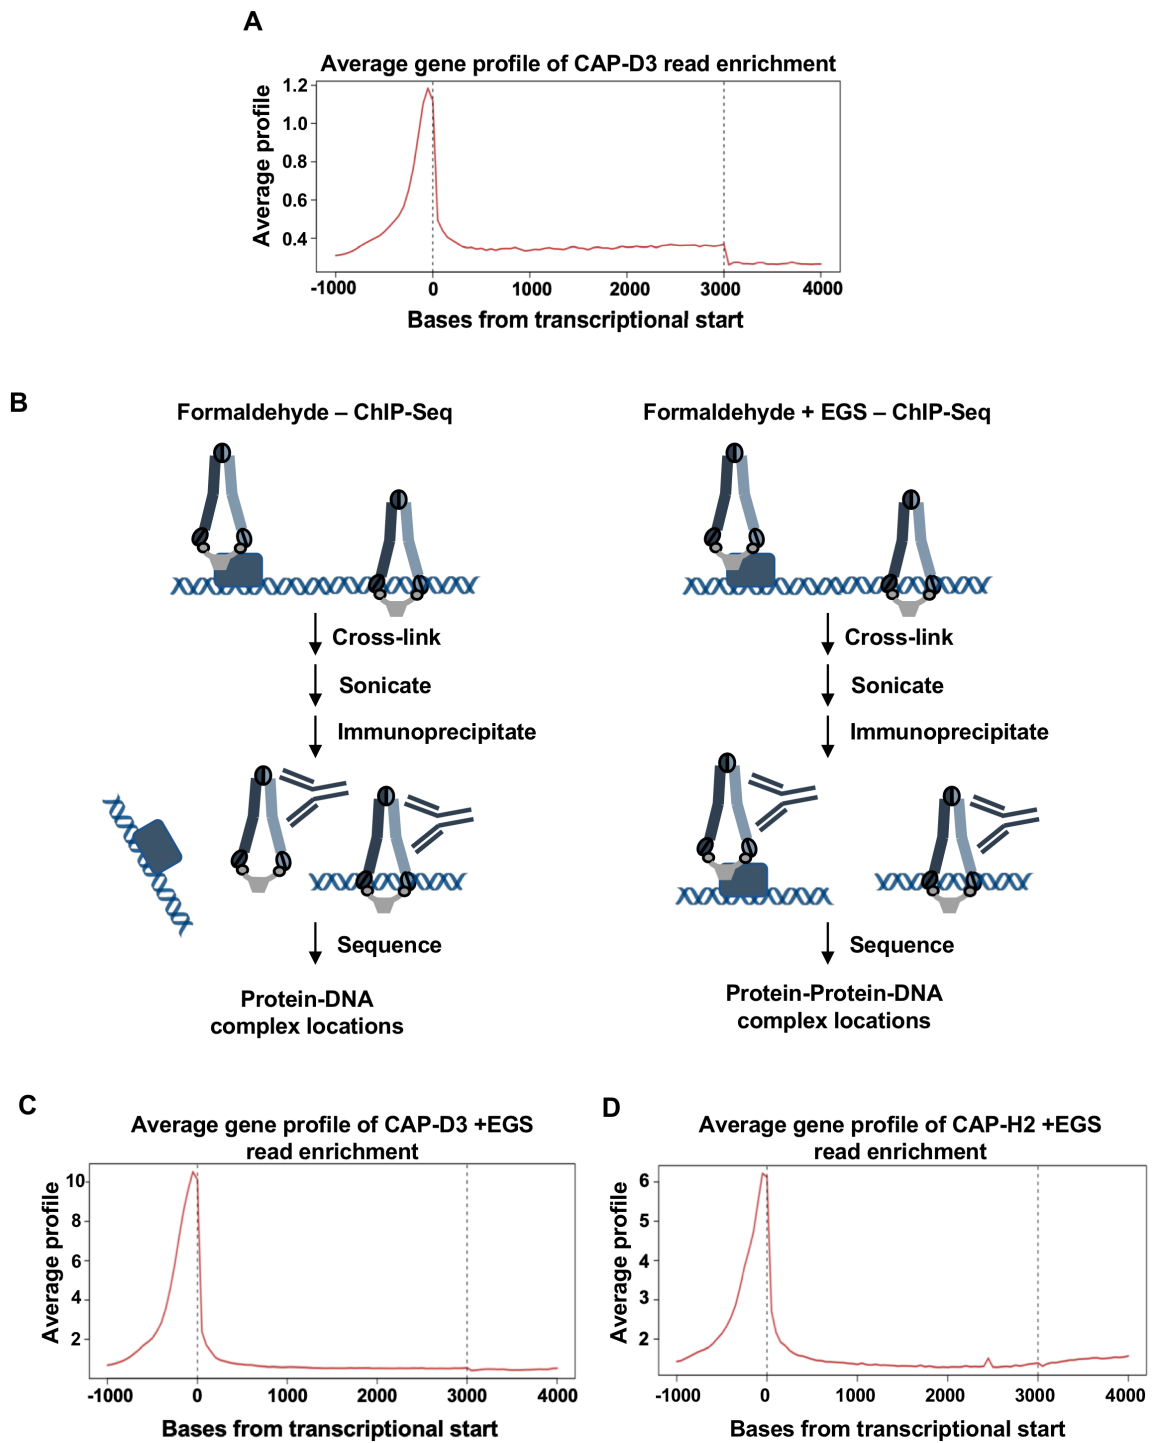 A
Average gene profile of CAP-D3 read enrichment
Average profile
1.2
1.0
0.8
0.6
0.4
-1000 0 1000 2000 3000 4000
Bases from transcriptional start
B
Formaldehyde – ChIP-Seq
Cross-link
Sonicate
Immunoprecipitate
Sequence
Protein-DNA
complex locations
Formaldehyde + EGS – ChIP-Seq
Cross-link
Sonicate
Immunoprecipitate
Sequence
Protein-Protein-DNA
complex locations
C
Average gene profile of CAP-D3 +EGS
read enrichment
Average profile
10
8
6
4
2
-1000 0 1000 2000 3000 4000
Bases from transcriptional start
D
Average gene profile of CAP-H2 +EGS
read enrichment
Average profile
6
5
4
3
2
-1000 0 1000 2000 3000 4000
Bases from transcriptional start